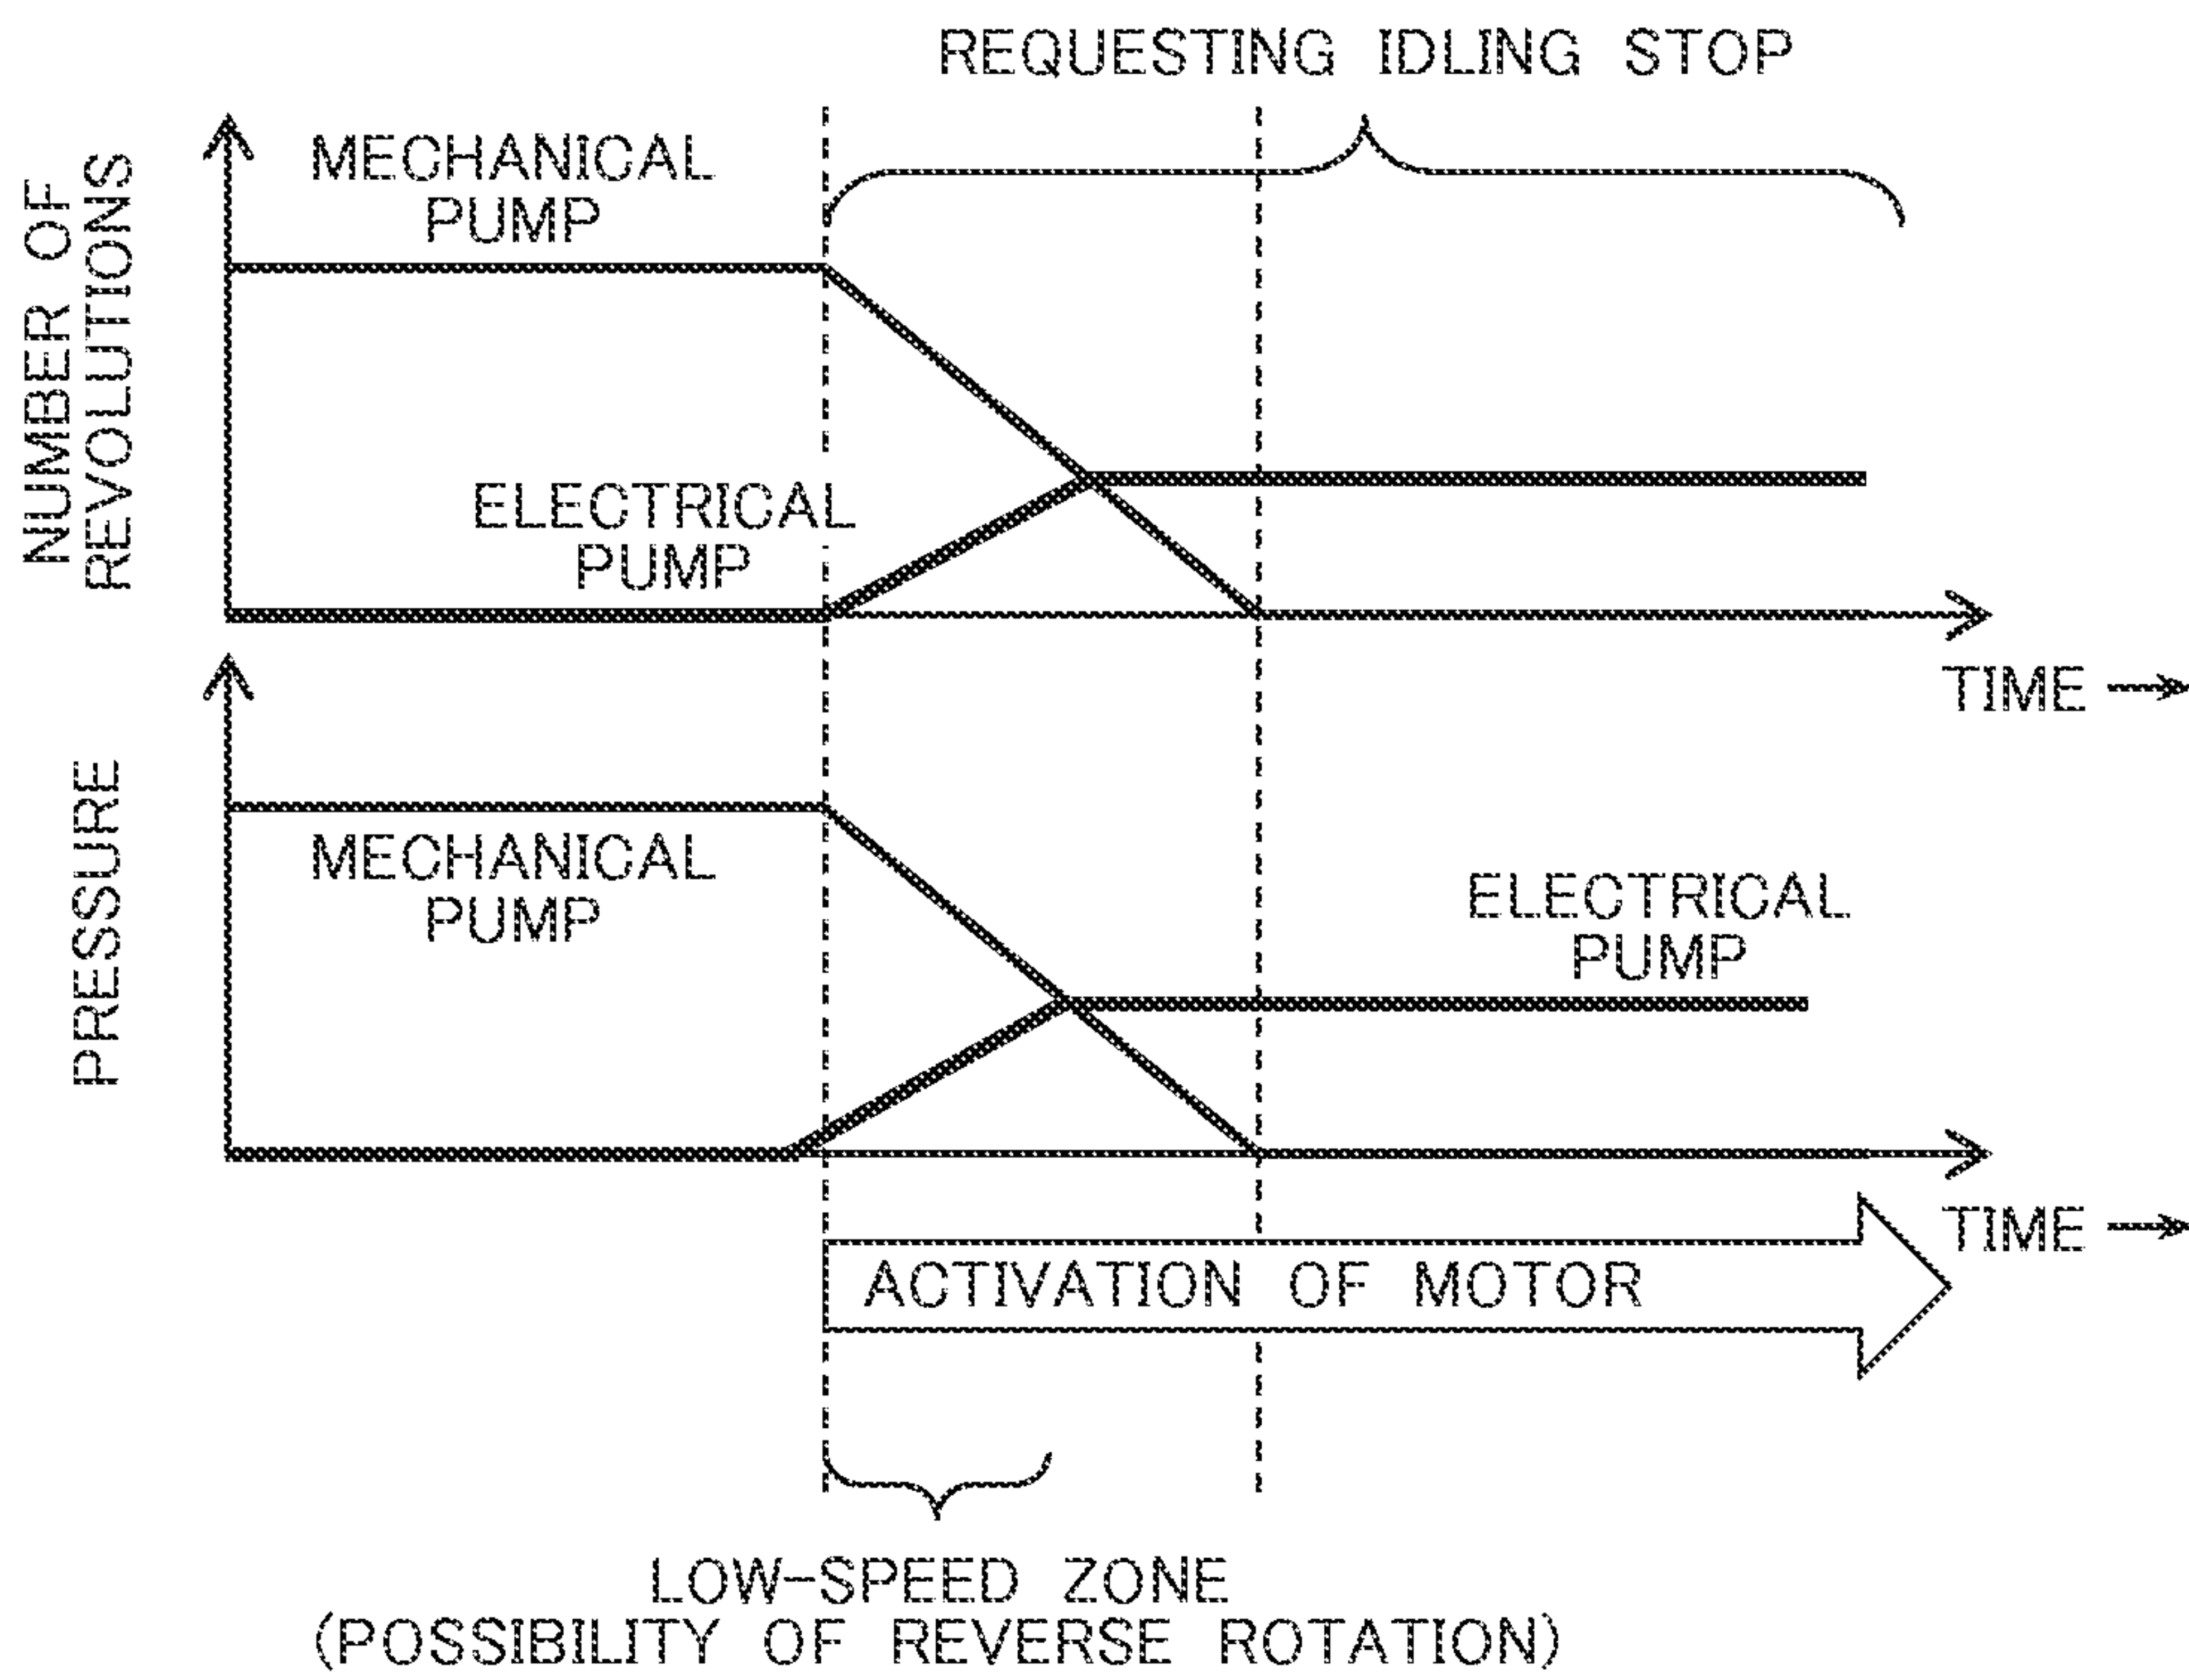 REQUESTING IDLING STOP
NUMBER OF
REVOLUTIONS
MECHANICAL
PUMP
ELECTRICAL
PUMP
TIME →
PRESSURE
MECHANICAL
PUMP
ELECTRICAL
PUMP
TIME →
ACTIVATION OF MOTOR
LOW-SPEED ZONE
(POSSIBILITY OF REVERSE ROTATION)